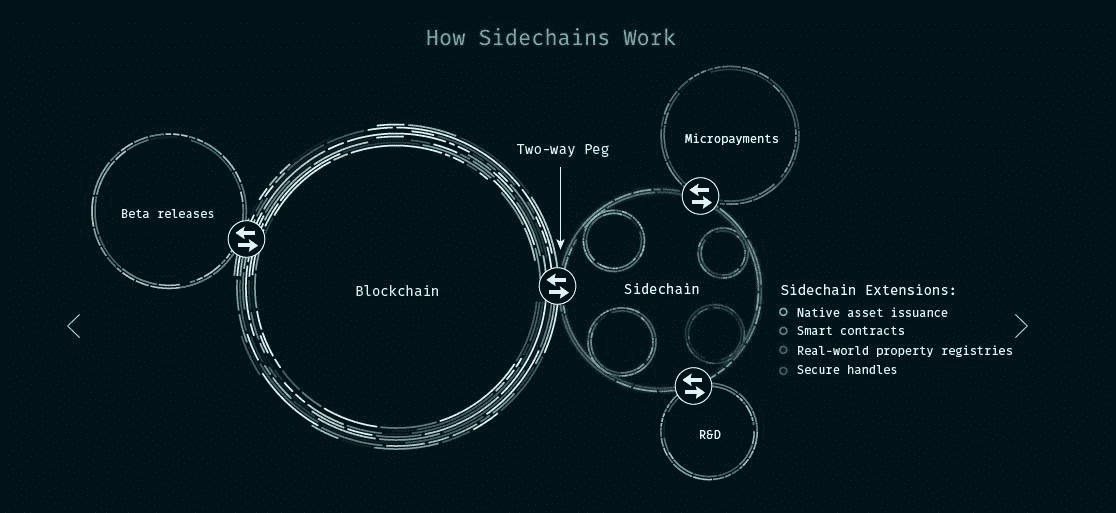 How Sidechains Work
Micropayments
Two-way Peg
Beta releases
Blockchain
Sidechain
Sidechain Extensions:
Native asset issuance
Smart contracts
Real-world property registries
Secure handles
R&D